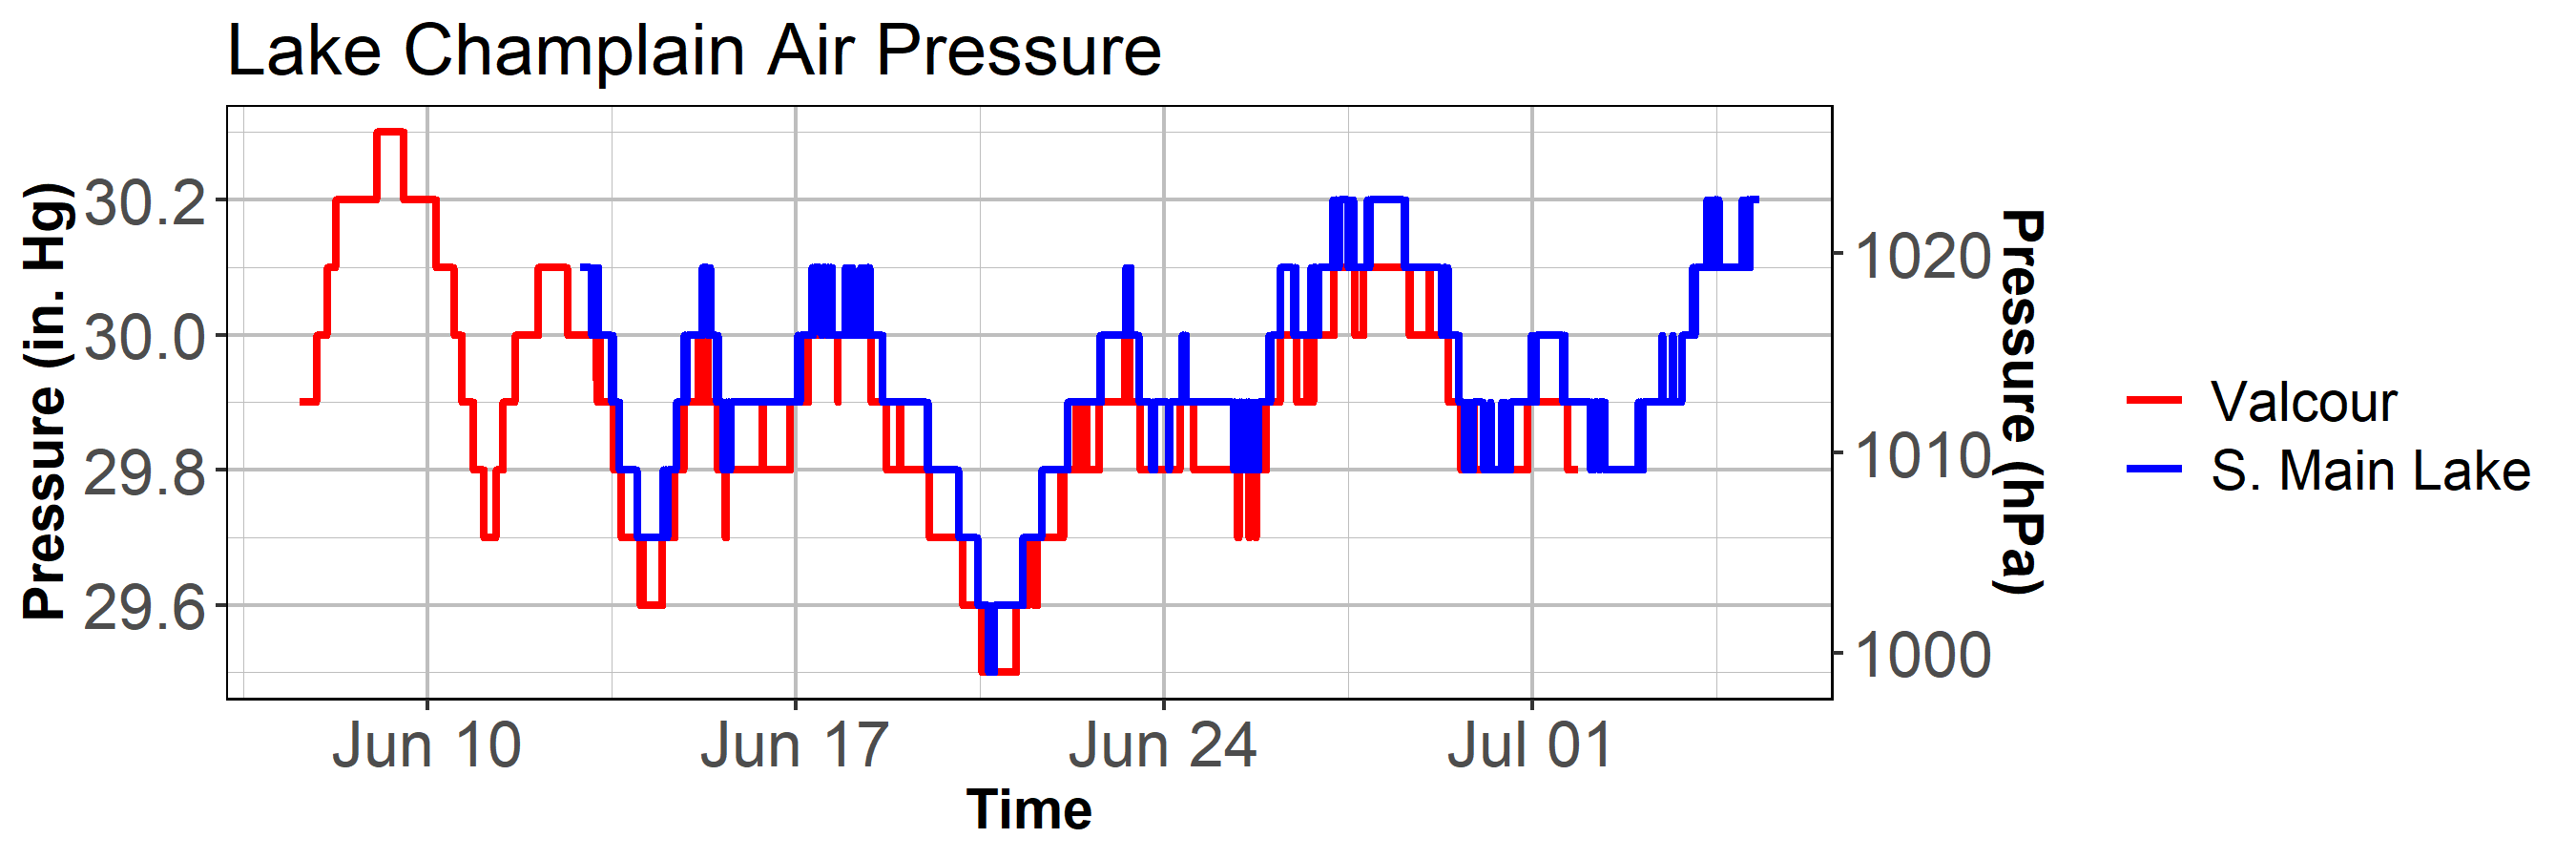 Lake Champlain Air Pressure
Pressure (in. Hg)
30.2
30.0
29.8
29.6
1020
1010
1000
Pressure (hPa)
Jun 10
Jun 17
Jun 24
Jul 01
Time
Valcour
S. Main Lake